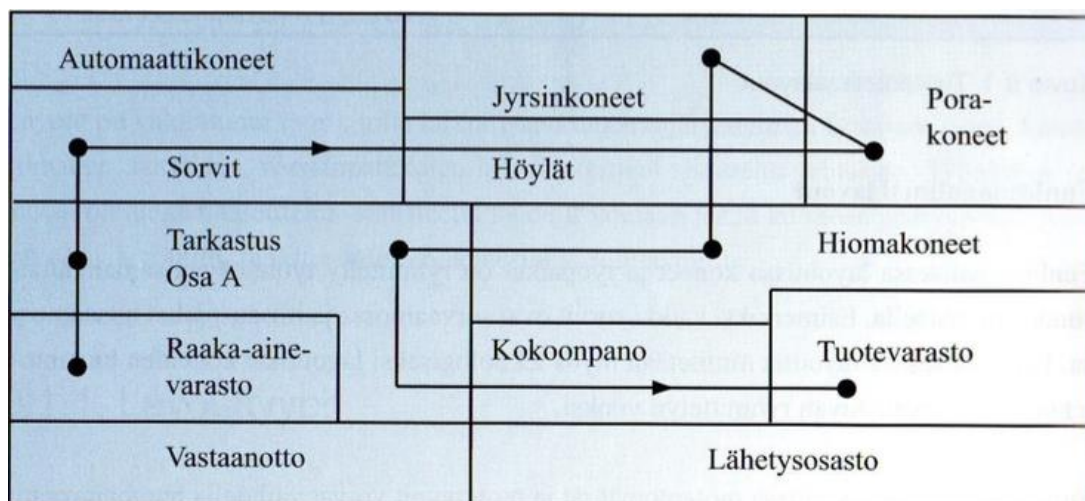 Automaattikoneet
Jyrsinkoneet
Pora-
koneet
Sorvit
Höylät
Tarkastus
Osa A
Hiomakoneet
Raaka-aine-
varasto
Kokoonpano
Tuotevarasto
Vastaanotto
Lähetysosasto